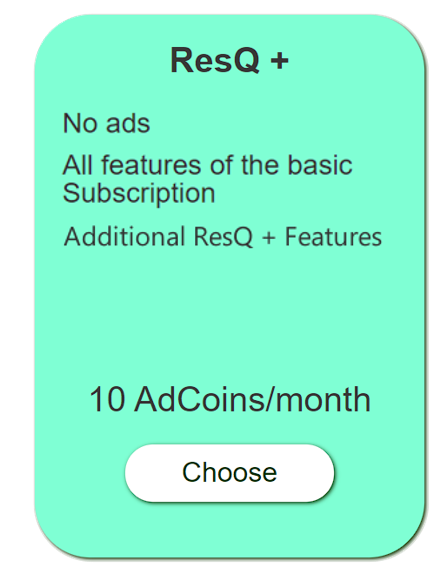 ResQ +
No ads
All features of the basic
Subscription
Additional ResQ + Features
10 AdCoins/month
Choose